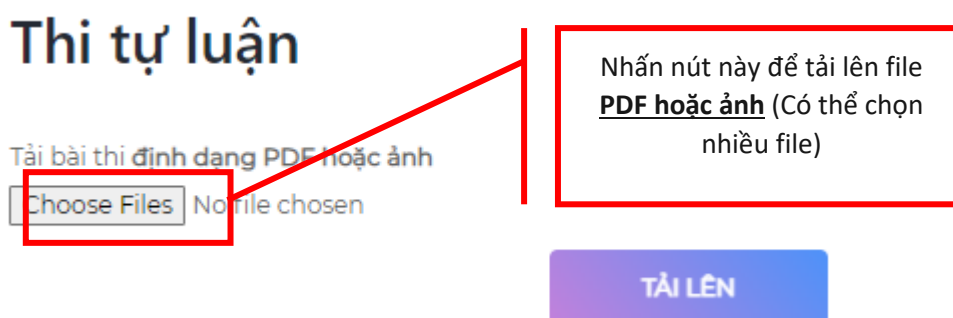 Thi tự luận
Nhấn nút này để tải lên file
PDF hoặc ảnh (Có thể chọn
nhiều file)
Tải bài thi định dạng PDF hoặc ảnh
Choose Files No file chosen
TẢI LÊN